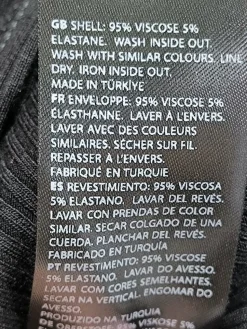 GB SHELL: 95% VISCOSE 5%
ELASTANE. WASH INSIDE OUT.
WASH WITH SIMILAR COLOURS. LINE
DRY. IRON INSIDE OUT.
MADE IN TÜRKİYE
FR ENVELOPPE: 95% VISCOSE 5%
ÉLASTHANNE. LAVER À L'ENVERS.
LAVER AVEC DES COULEURS
SIMILAIRES. SÉCHER SUR FIL.
REPASSER À L'ENVERS.
FABRIQUÉ EN TURQUIE
ES REVESTIMIENTO: 95% VISCOSA
5% ELASTANO. LAVAR DEL REVÉS.
LAVAR CON PRENDAS DE COLOR
SIMILAR. SECAR COLGADO DE UNA
CUERDA. PLANCHAR DEL REVÉS.
FABRICADO EN TURQUÍA
PT REVESTIMENTO: 95% VISCOSE
5% ELASTANO. LAVAR DO AVESSO.
LAVAR COM CORES SEMELHANTES.
SECAR NA VERTICAL. ENGOMAR DO
AVESSO.
PRODUZIDO NA TURQUIA